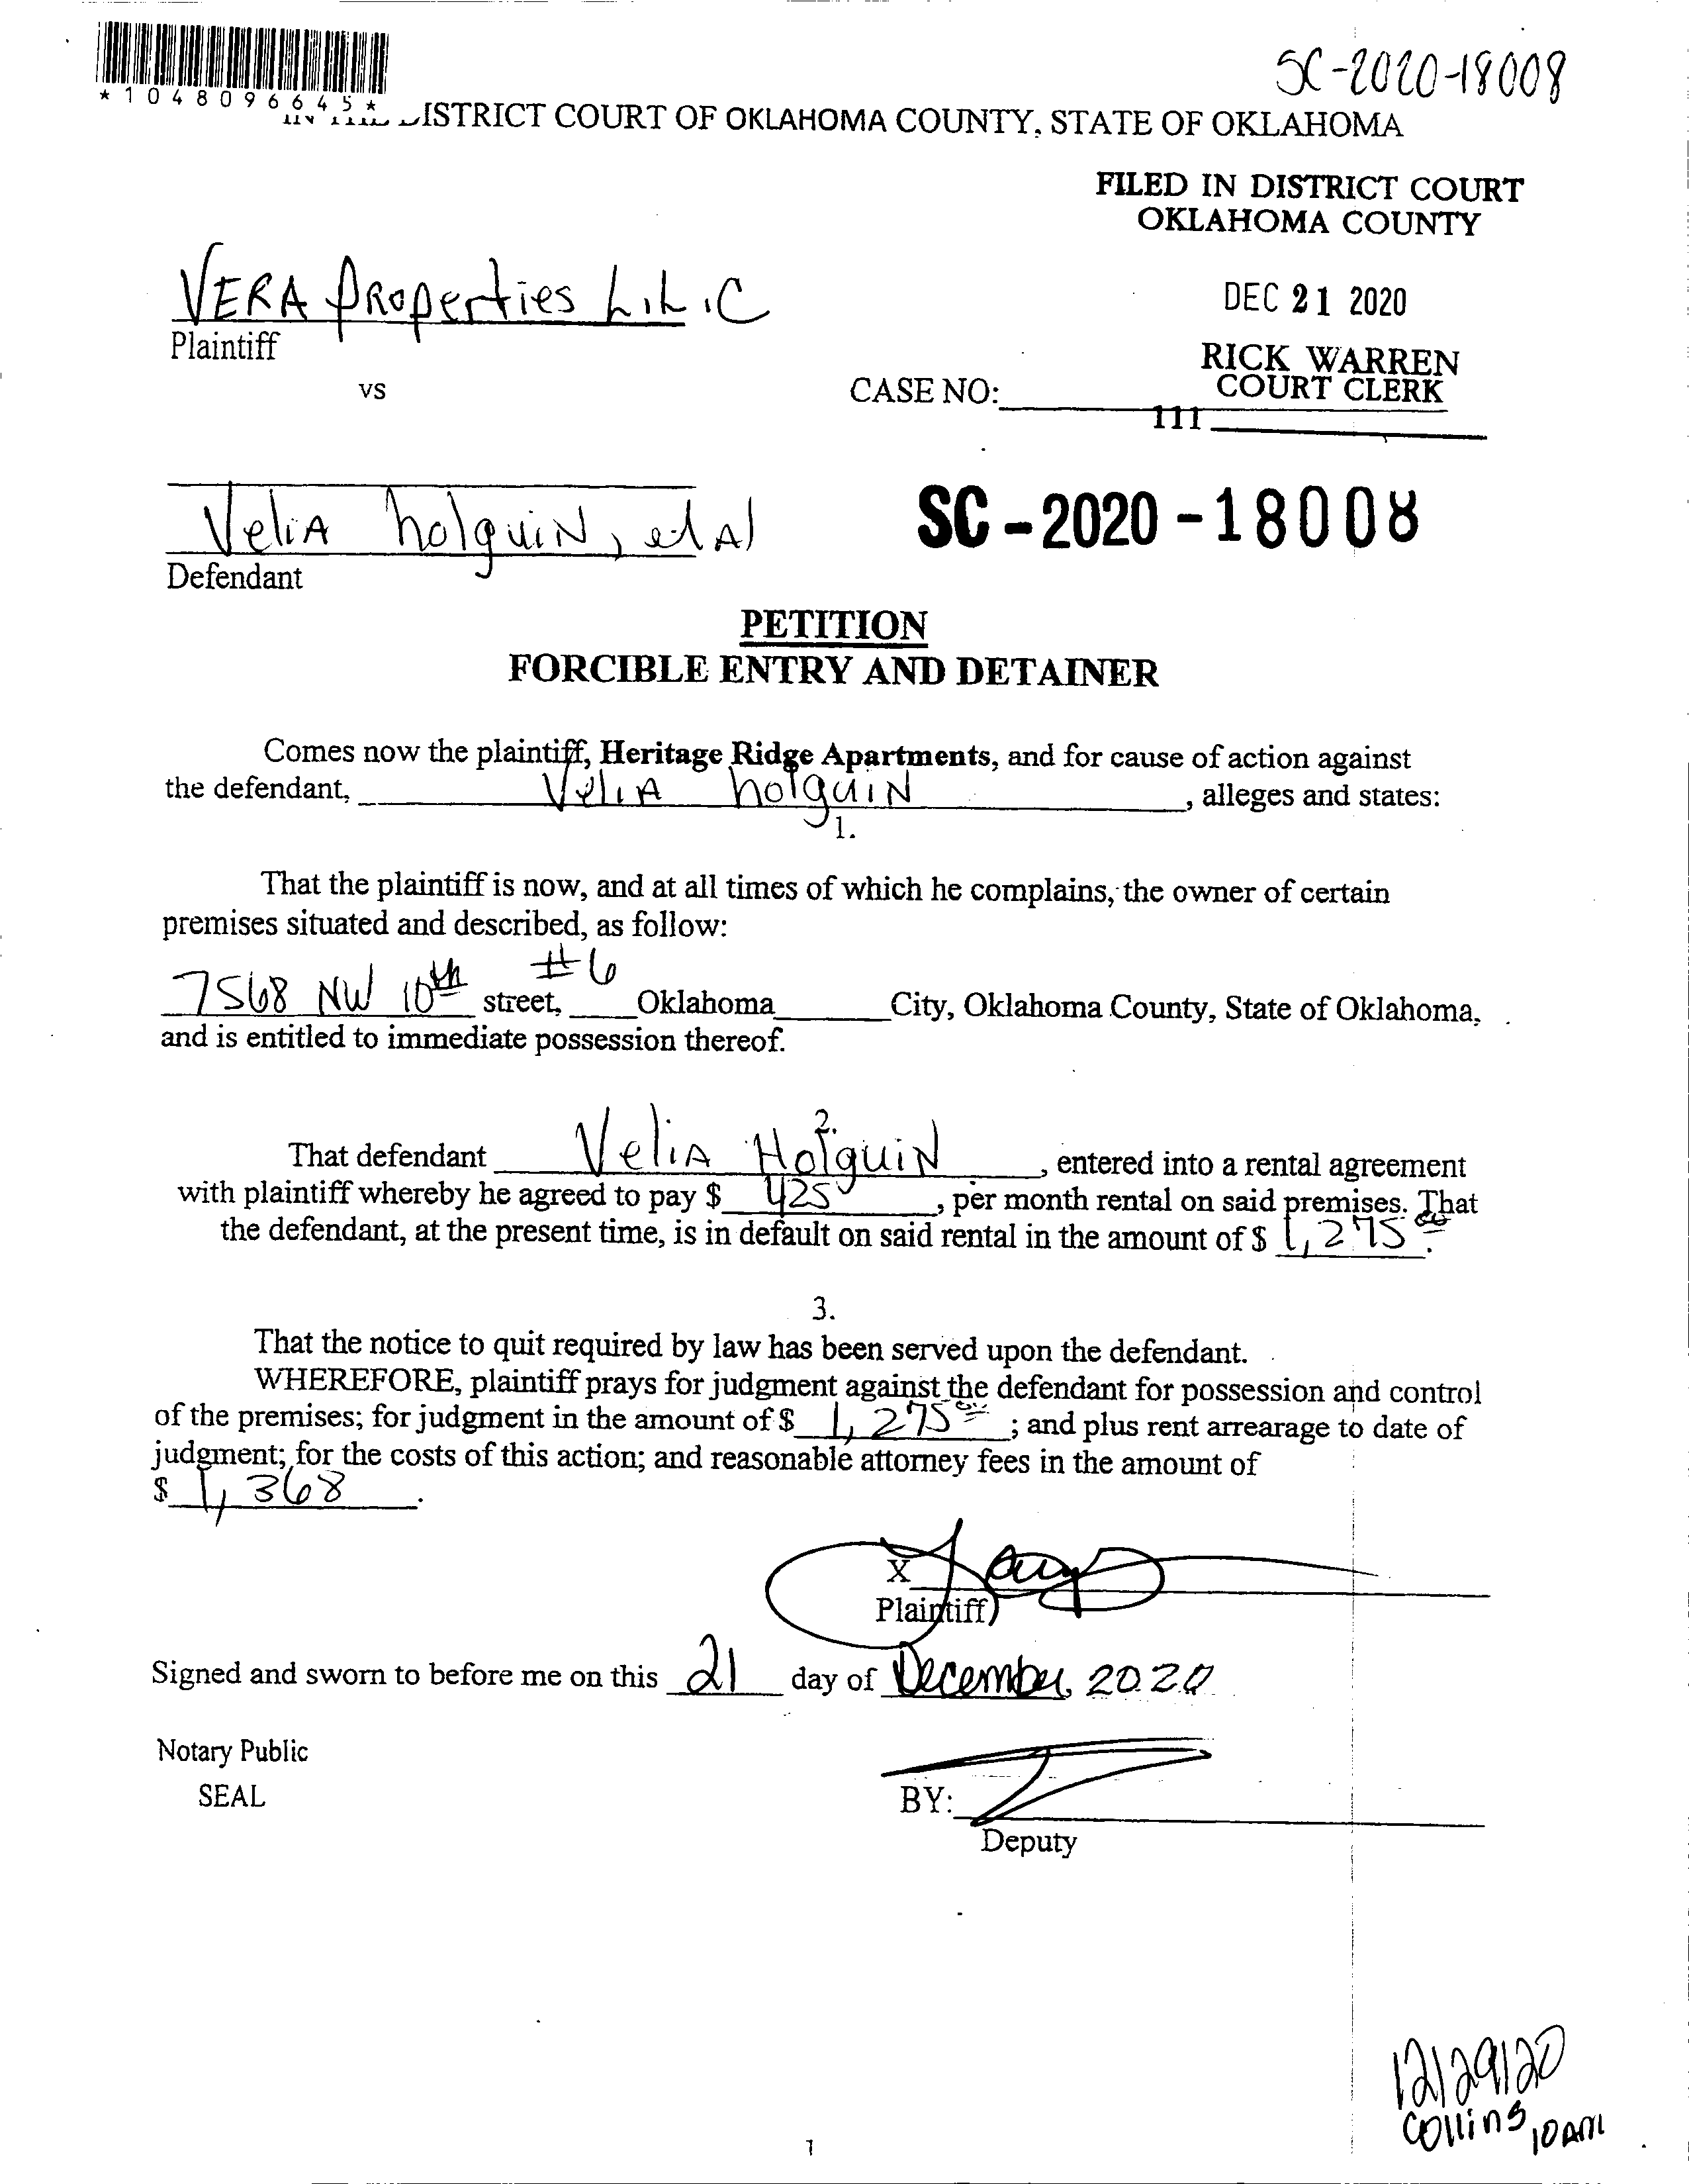 SC-2020-18008
*1048096645*
ISTRICT COURT OF OKLAHOMA COUNTY, STATE OF OKLAHOMA
FILED IN DISTRICT COURT
OKLAHOMA COUNTY
VERA Properties L.L.C
DEC 21 2020
Plaintiff
RICK WARREN
vs
CASE NO:
COURT CLERK
111
Velia holguin, et al
SC-2020-18008
Defendant
PETITION
FORCIBLE ENTRY AND DETAINER
Comes now the plaintiff, Heritage Ridge Apartments, and for cause of action against
the defendant, Velia holguin, alleges and states:
1.
That the plaintiff is now, and at all times of which he complains, the owner of certain
premises situated and described, as follow:
7568 NW 10th street, #6 Oklahoma City, Oklahoma County, State of Oklahoma,
and is entitled to immediate possession thereof.
2.
That defendant Velia Holguin, entered into a rental agreement
with plaintiff whereby he agreed to pay $ 425, per month rental on said premises. That
the defendant, at the present time, is in default on said rental in the amount of $ 1,275 00.
3.
That the notice to quit required by law has been served upon the defendant.
WHEREFORE, plaintiff prays for judgment against the defendant for possession and control
of the premises; for judgment in the amount of $ 1,275 00; and plus rent arrearage to date of
judgment; for the costs of this action; and reasonable attorney fees in the amount of
$ 1,368.
X
Plaintiff
Signed and sworn to before me on this 21 day of December, 2020
Notary Public
SEAL
BY:
Deputy
12/29/20
Collins 10AM
1